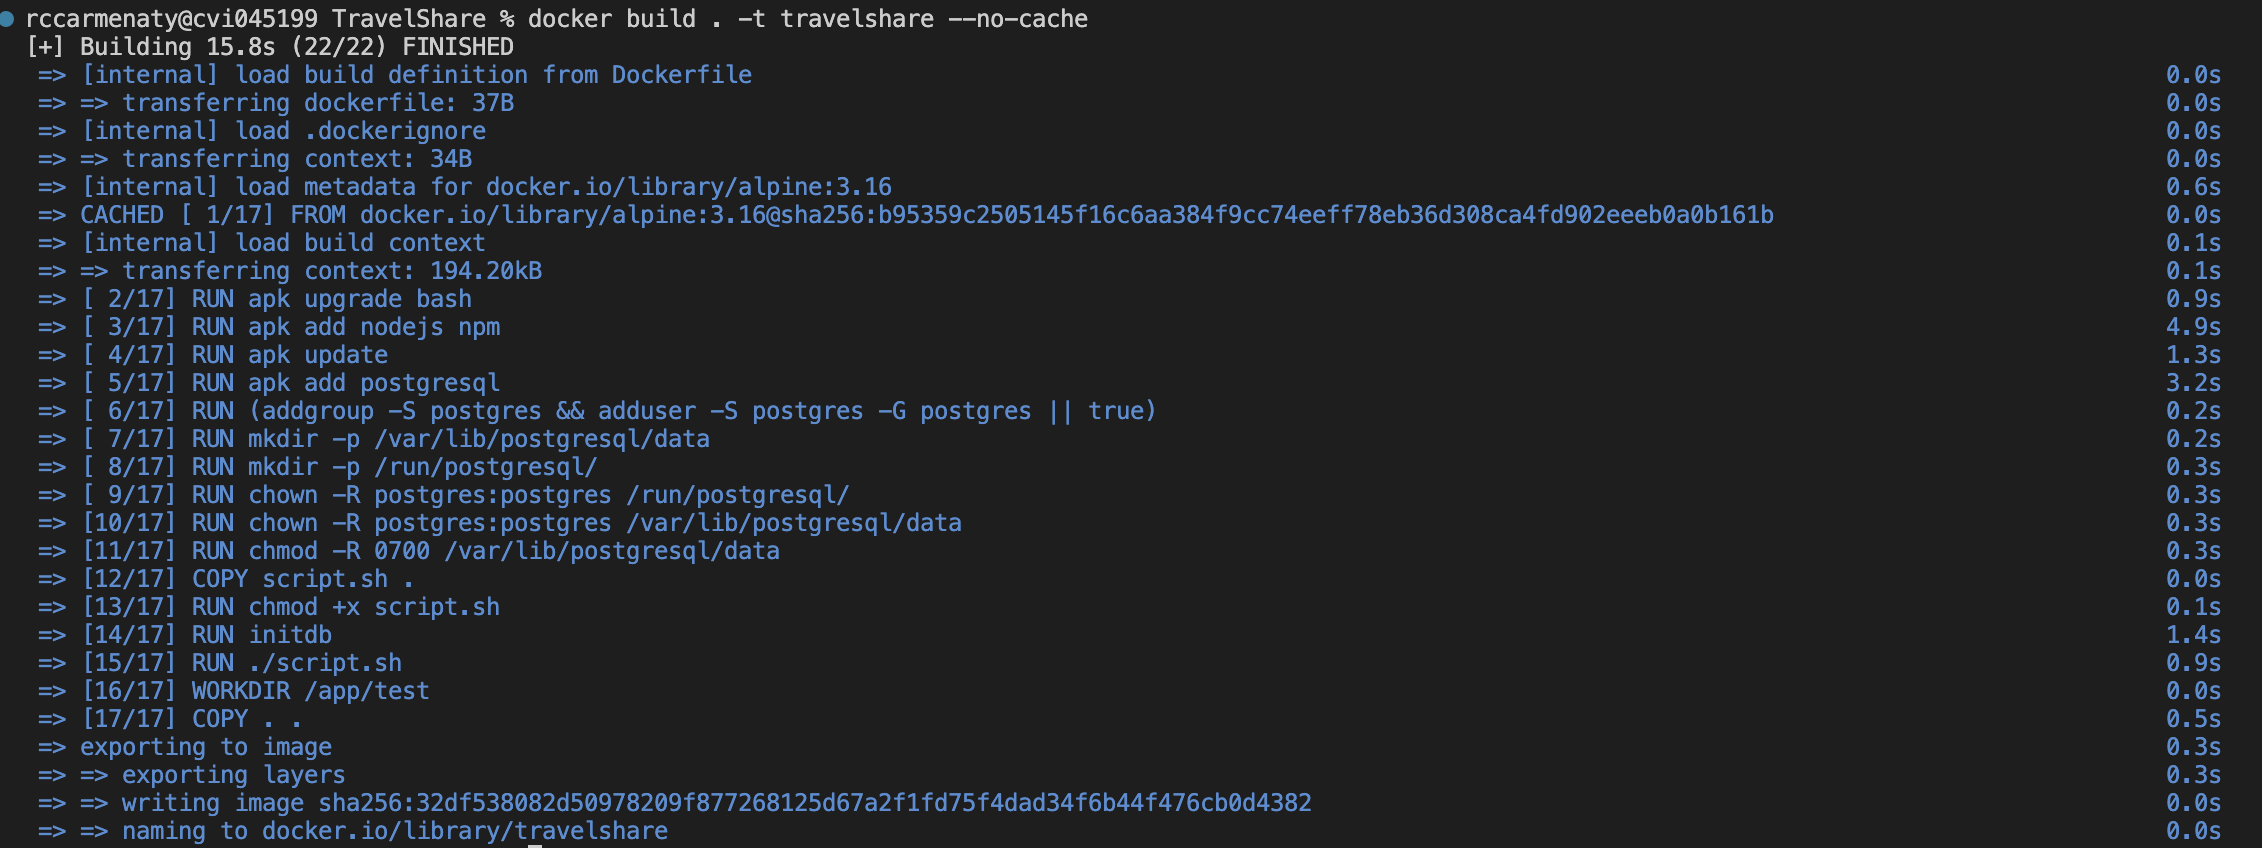 rccarmenaty@cvi045199 TravelShare % docker build . -t travelshare --no-cache
[+] Building 15.8s (22/22) FINISHED
=> [internal] load build definition from Dockerfile 0.0s
=> => transferring dockerfile: 37B 0.0s
=> [internal] load .dockerignore 0.0s
=> => transferring context: 34B 0.0s
=> [internal] load metadata for docker.io/library/alpine:3.16 0.6s
=> CACHED [ 1/17] FROM docker.io/library/alpine:3.16@sha256:b95359c2505145f16c6aa384f9cc74eeff78eb36d308ca4fd902eeeb0a0b161b 0.0s
=> [internal] load build context 0.1s
=> => transferring context: 194.20kB 0.1s
=> [ 2/17] RUN apk upgrade bash 0.9s
=> [ 3/17] RUN apk add nodejs npm 4.9s
=> [ 4/17] RUN apk update 1.3s
=> [ 5/17] RUN apk add postgresql 3.2s
=> [ 6/17] RUN (addgroup -S postgres && adduser -S postgres -G postgres || true) 0.2s
=> [ 7/17] RUN mkdir -p /var/lib/postgresql/data 0.2s
=> [ 8/17] RUN mkdir -p /run/postgresql/ 0.3s
=> [ 9/17] RUN chown -R postgres:postgres /run/postgresql/ 0.3s
=> [10/17] RUN chown -R postgres:postgres /var/lib/postgresql/data 0.3s
=> [11/17] RUN chmod -R 0700 /var/lib/postgresql/data 0.3s
=> [12/17] COPY script.sh . 0.0s
=> [13/17] RUN chmod +x script.sh 0.1s
=> [14/17] RUN initdb 1.4s
=> [15/17] RUN ./script.sh 0.9s
=> [16/17] WORKDIR /app/test 0.0s
=> [17/17] COPY . . 0.5s
=> exporting to image 0.3s
=> => exporting layers 0.3s
=> => writing image sha256:32df538082d50978209f877268125d67a2f1fd75f4dad34f6b44f476cb0d4382 0.0s
=> => naming to docker.io/library/travelshare 0.0s